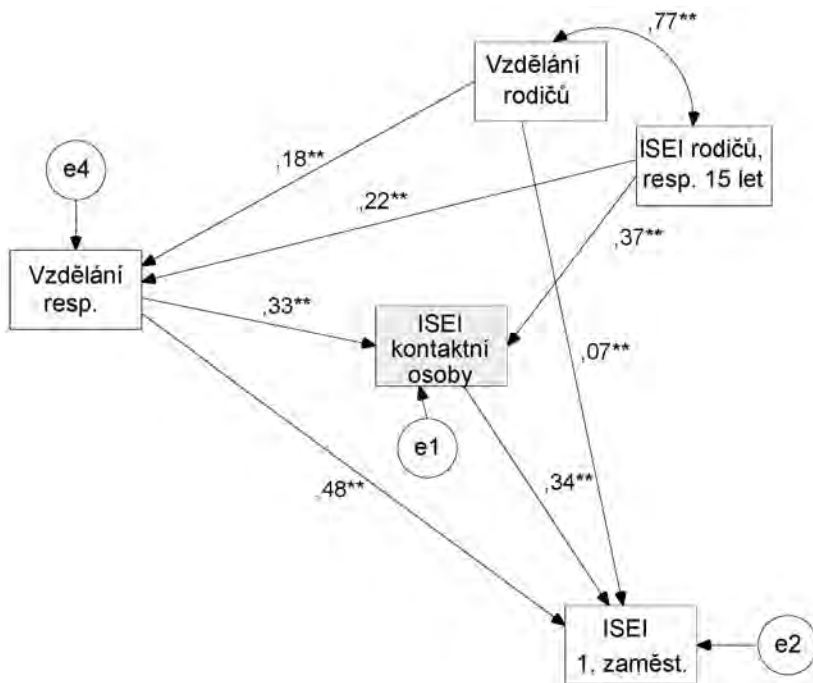 ,77**
Vzdělání
rodičů
ISEI rodičů,
resp. 15 let
e4
,18**
,22**
,37**
Vzdělání
resp.
,33**
ISEI
kontaktní
osoby
,07**
e1
,34**
,48**
ISEI
1. zaměst.
e2